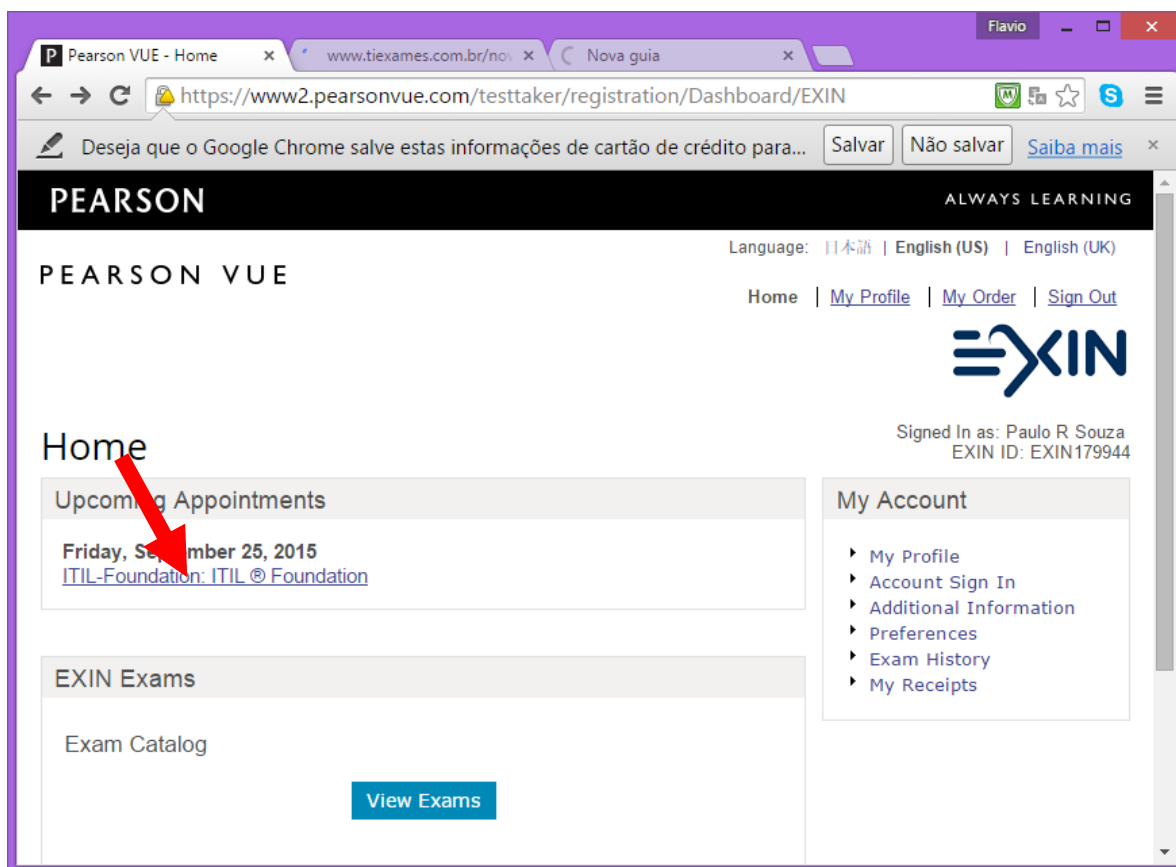 Flavio
Pearson VUE - Home
www.tiexames.com.br/nov
Nova guia
https://www2.pearsonvue.com/testtaker/registration/Dashboard/EXIN
Deseja que o Google Chrome salve estas informações de cartão de crédito para... Salvar Não salvar Saiba mais
PEARSON ALWAYS LEARNING
Language: 日本語 | English (US) | English (UK)
PEARSON VUE
Home | My Profile | My Order | Sign Out
EXIN
Signed In as: Paulo R Souza
EXIN ID: EXIN179944
Home
Upcoming Appointments
Friday, September 25, 2015
ITIL-Foundation: ITIL ® Foundation
EXIN Exams
Exam Catalog
View Exams
My Account
My Profile
Account Sign In
Additional Information
Preferences
Exam History
My Receipts